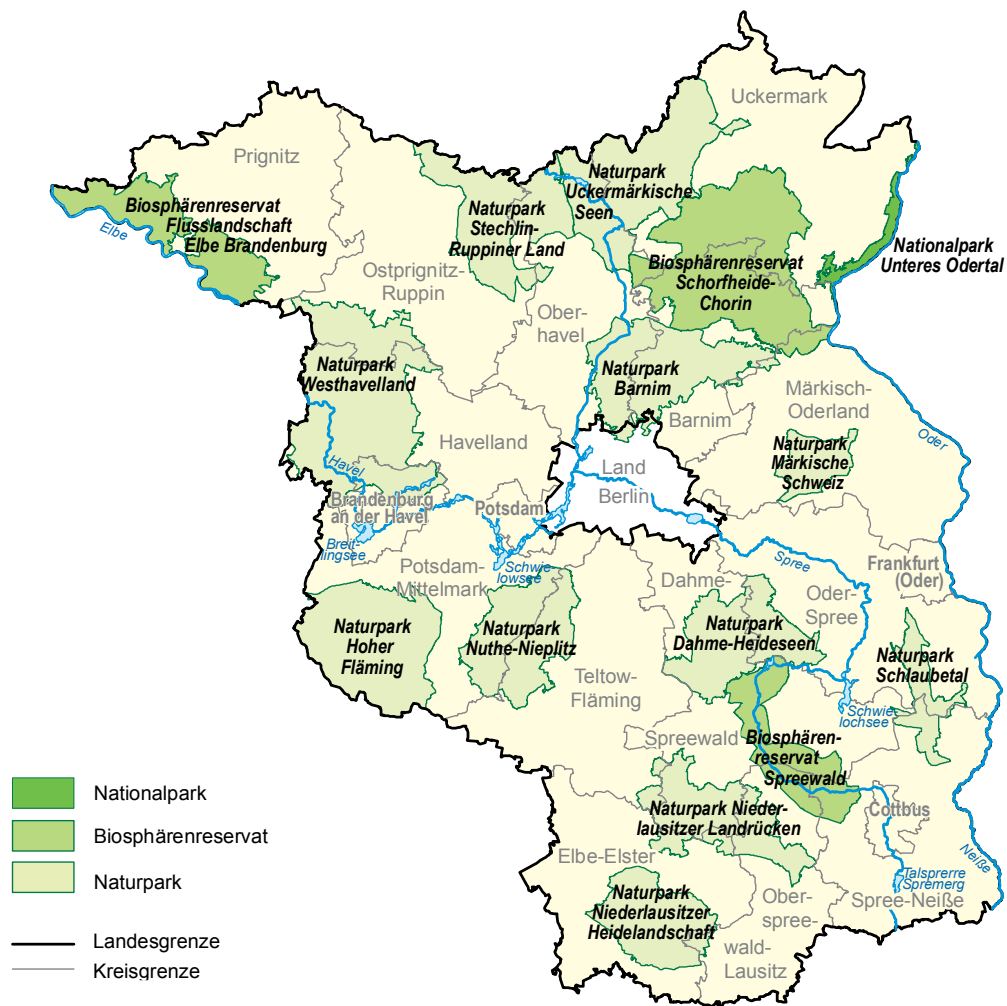 Uckermark
Prignitz
Naturpark
Uckermärkische
Seen
Biosphärenreservat
Flusslandschaft
Elbe Brandenburg
Elbe
Naturpark
Stechlin-
Ruppiner Land
Nationalpark
Unteres Odertal
Biosphärenreservat
Schorfheide-
Chorin
Ostprignitz-
Ruppin
Ober-
havel
Naturpark
Westhavelland
Naturpark
Barnim
Märkisch-
Oderland
Barnim
Havelland
Oder
Naturpark
Märkische
Schweiz
Land
Berlin
Havel
Brandenburg
an der Havel
Potsdam
Breit-
lingsee
Schwie-
lowsee
Potsdam-
Mittelmark
Spree
Frankfurt
(Oder)
Dahme-
Oder-
Spree
Naturpark
Hoher
Fläming
Naturpark
Nuthe-Nieplitz
Naturpark
Dahme-Heideseen
Naturpark
Schlaubetal
Teltow-
Fläming
Schwie-
lochsee
Spreewald
Biosphären-
reservat
Spreewald
Naturpark Nieder-
lausitzer Landrücken
Cottbus
Elbe-Elster
Neiße
Talsprerre
Spremerg
Spree-Neiße
Naturpark
Niederlausitzer
Heidelandschaft
Ober-
spree-
wald-
Lausitz
Nationalpark
Biosphärenreservat
Naturpark
Landesgrenze
Kreisgrenze